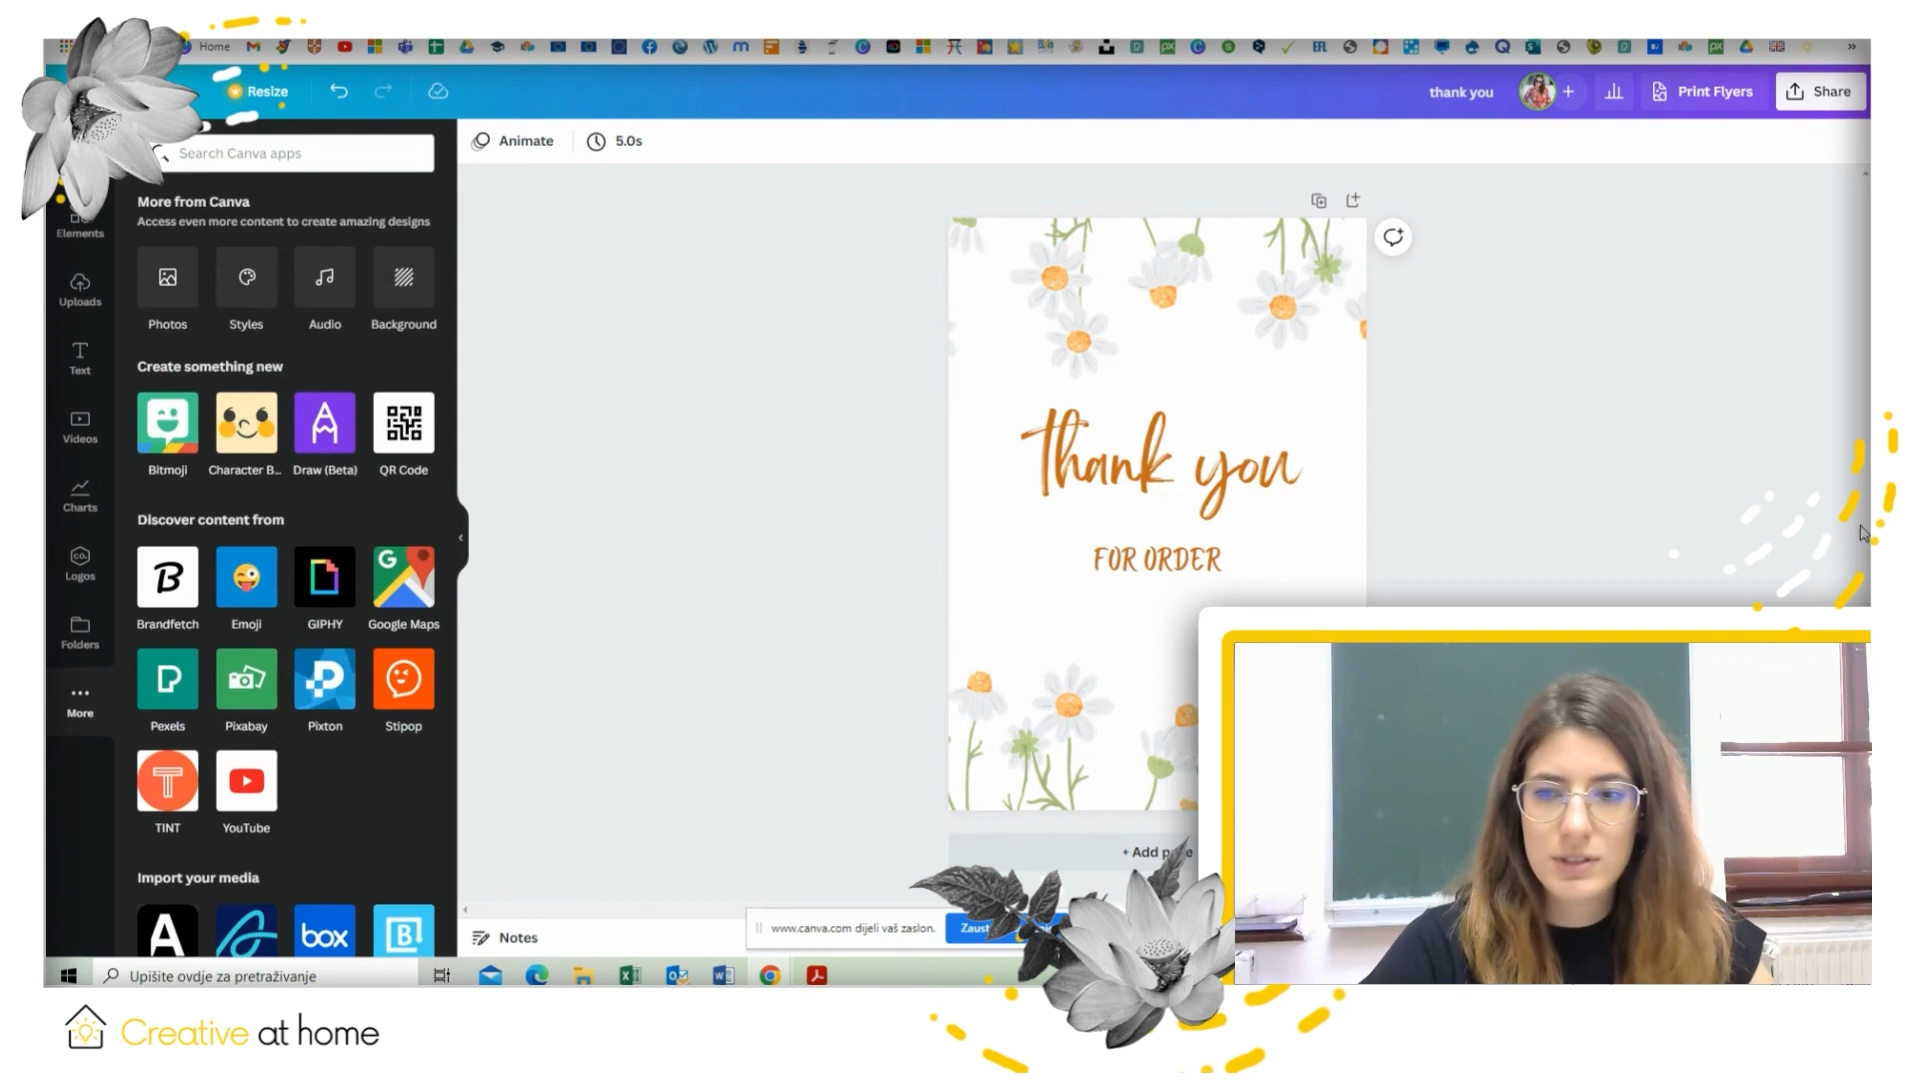 Home
Resize
thank you
Print Flyers
Share
Search Canva apps
Animate
5.0s
More from Canva
Access even more content to create amazing designs
Elements
Uploads
Text
Videos
Charts
Logos
Folders
More
Photos
Styles
Audio
Background
Create something new
Bitmoji
Character B...
Draw (Beta)
QR Code
Discover content from
Brandfetch
Emoji
GIPHY
Google Maps
Pexels
Pixabay
Pixton
Stipop
TINT
YouTube
Import your media
box
thank you
FOR ORDER
+ Add
Notes
www.canva.com dijeli vaš zaslon.
Upišite ovdje za pretraživanje
Creative at home